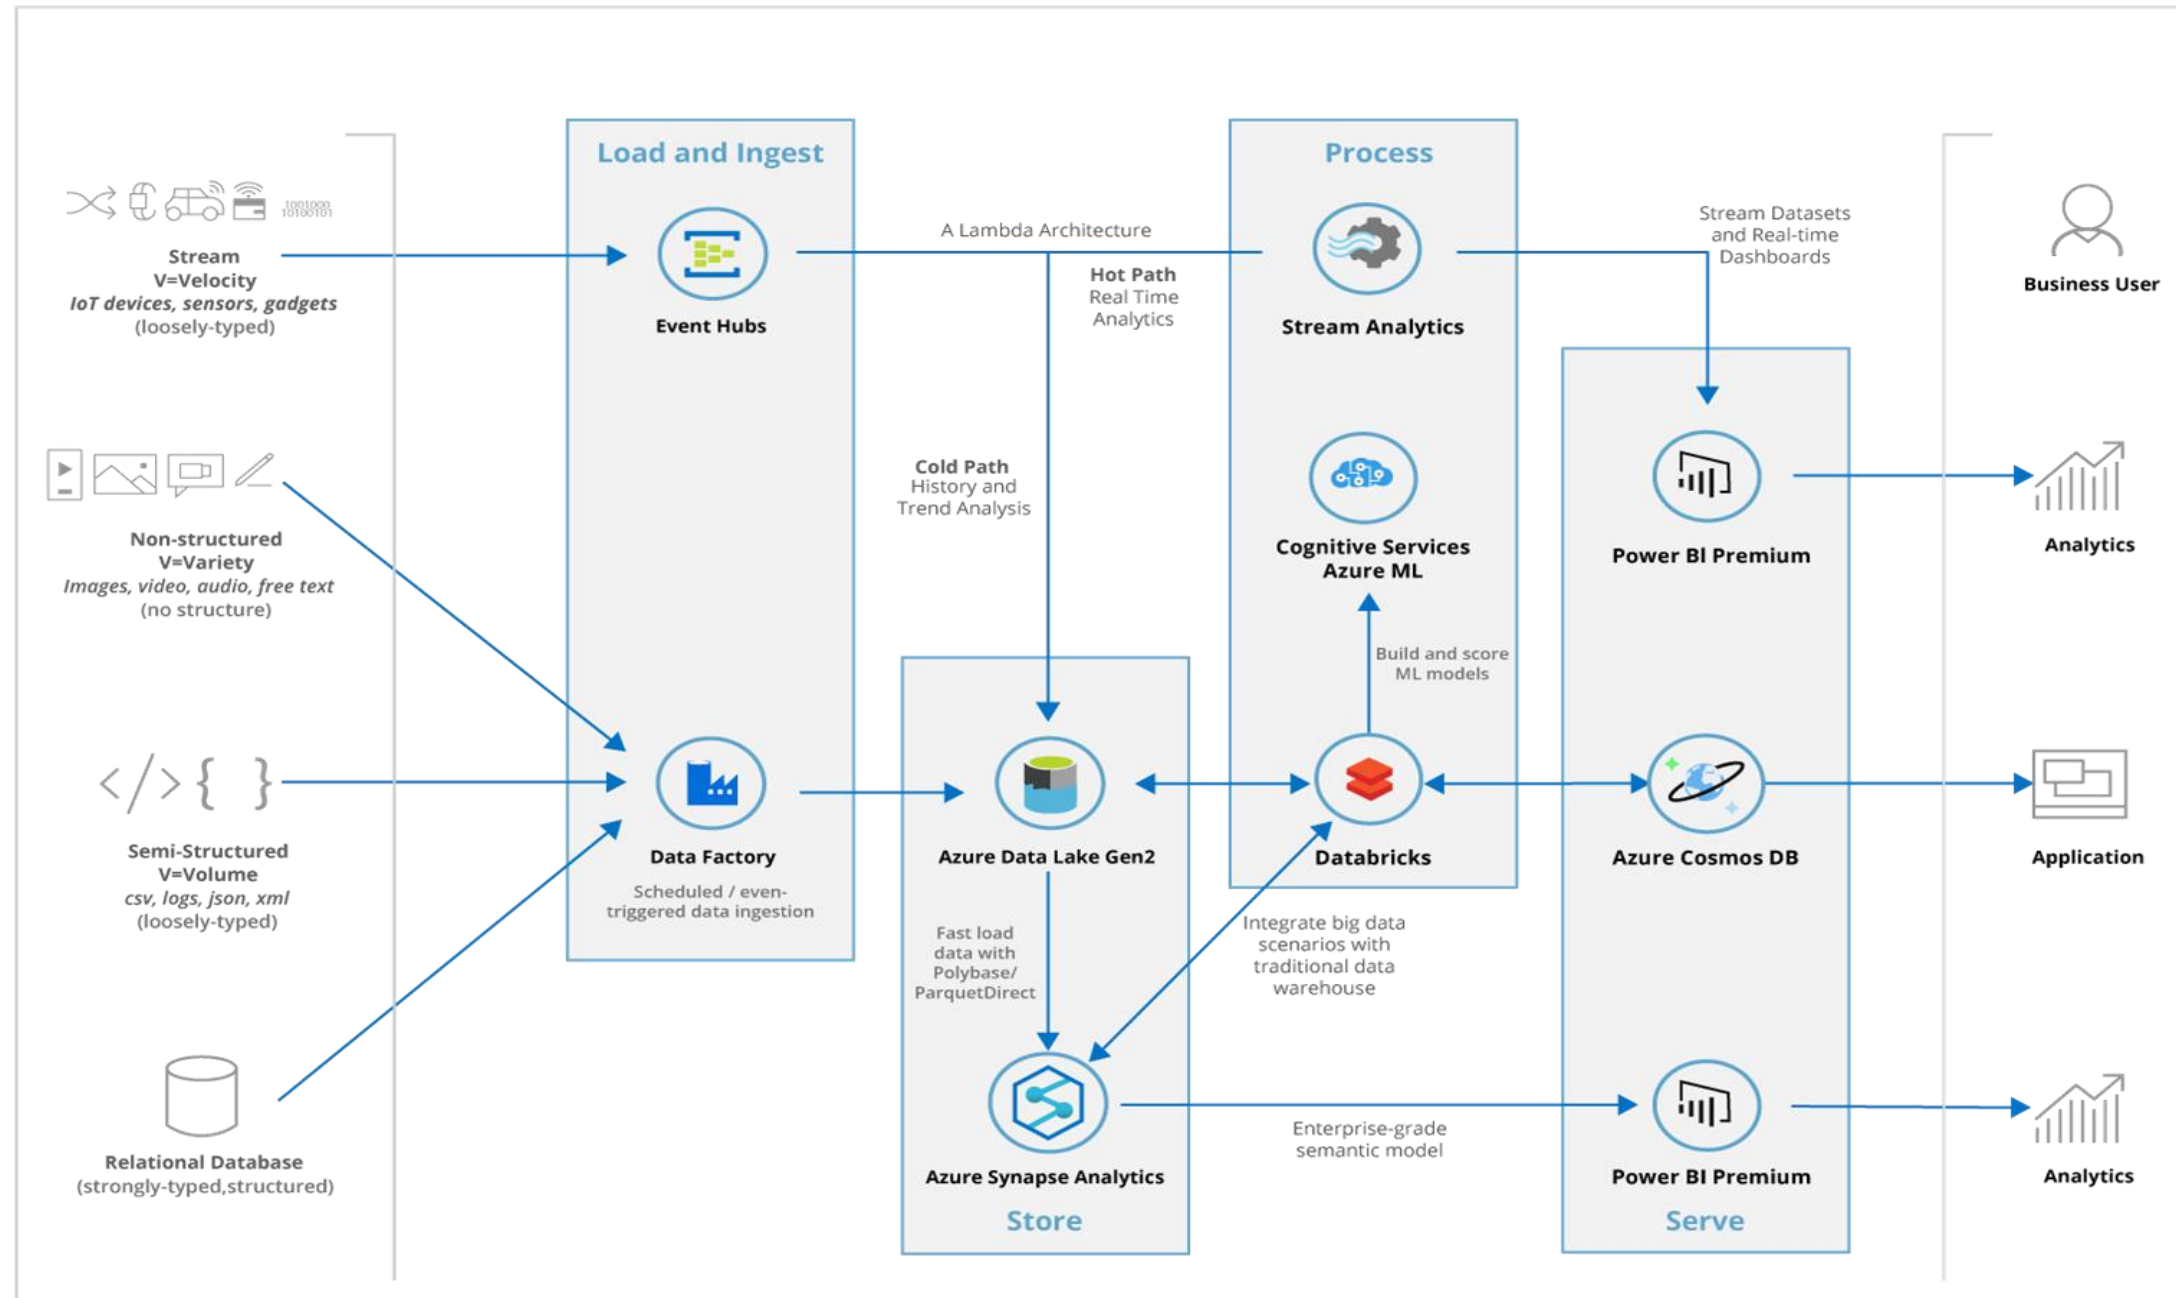 Load and Ingest
Process
1001000
10100101
Stream
V=Velocity
IoT devices, sensors, gadgets
(loosely-typed)
Event Hubs
A Lambda Architecture
Hot Path
Real Time
Analytics
Stream Analytics
Stream Datasets
and Real-time
Dashboards
Business User
Non-structured
V=Variety
Images, video, audio, free text
(no structure)
Cold Path
History and
Trend Analysis
Cognitive Services
Azure ML
Power BI Premium
Analytics
Build and score
ML models
</> { }
Semi-Structured
V=Volume
csv, logs, json, xml
(loosely-typed)
Data Factory
Scheduled / even-
triggered data ingestion
Azure Data Lake Gen2
Databricks
Azure Cosmos DB
Application
Fast load
data with
Polybase/
ParquetDirect
Integrate big data
scenarios with
traditional data
warehouse
Relational Database
(strongly-typed,structured)
Azure Synapse Analytics
Enterprise-grade
semantic model
Power BI Premium
Analytics
Store
Serve